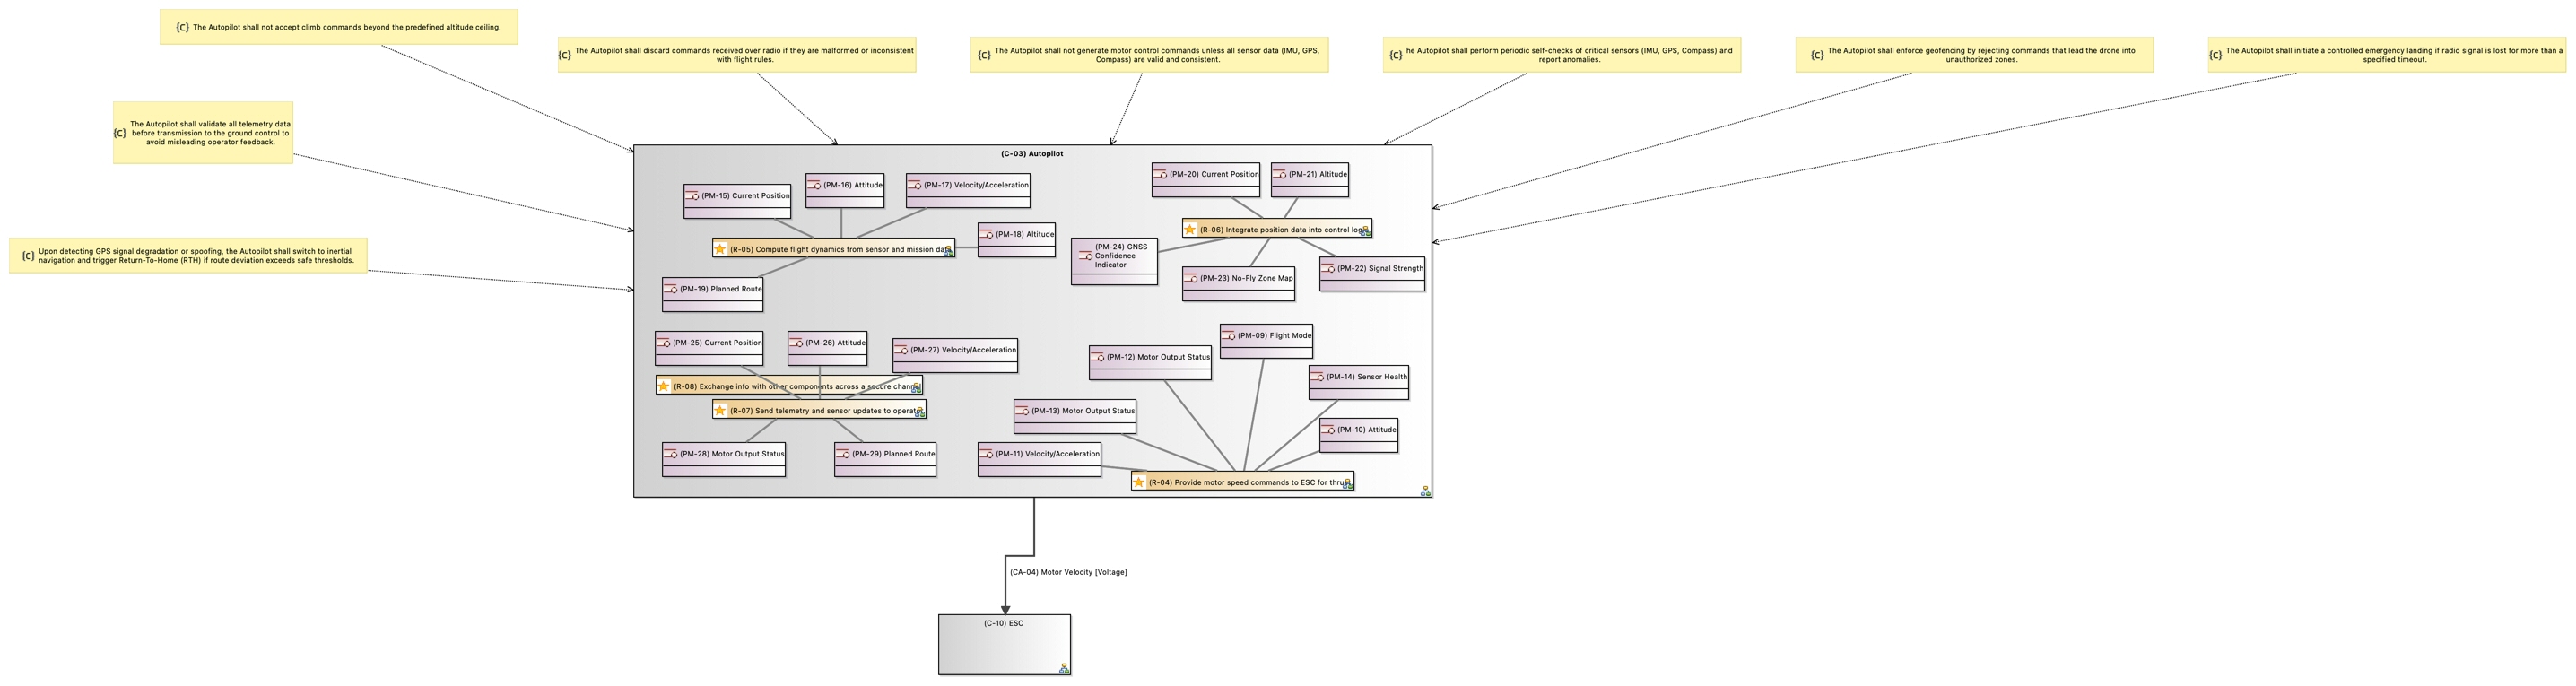 {C} The Autopilot shall not accept climb commands beyond the predefined altitude ceiling.
{C} The Autopilot shall discard commands received over radio if they are malformed or inconsistent
with flight rules.
{C} The Autopilot shall not generate motor control commands unless all sensor data (IMU, GPS,
Compass) are valid and consistent.
{C} he Autopilot shall perform periodic self-checks of critical sensors (IMU, GPS, Compass) and
report anomalies.
{C} The Autopilot shall enforce geofencing by rejecting commands that lead the drone into
unauthorized zones.
{C} The Autopilot shall initiate a controlled emergency landing if radio signal is lost for more than a
specified timeout.
{C} The Autopilot shall validate all telemetry data
before transmission to the ground control to
avoid misleading operator feedback.
{C} Upon detecting GPS signal degradation or spoofing, the Autopilot shall switch to inertial
navigation and trigger Return-To-Home (RTH) if route deviation exceeds safe thresholds.
(C-03) Autopilot
(PM-15) Current Position
(PM-16) Attitude
(PM-17) Velocity/Acceleration
(PM-18) Altitude
(R-05) Compute flight dynamics from sensor and mission data
(PM-19) Planned Route
(PM-20) Current Position
(PM-21) Altitude
(R-06) Integrate position data into control
(PM-24) GNSS
Confidence
Indicator
(PM-23) No-Fly Zone Map
(PM-22) Signal Strength
(PM-25) Current Position
(PM-26) Attitude
(PM-27) Velocity/Acceleration
(R-08) Exchange info with other components across a secure channel
(R-07) Send telemetry and sensor updates to operator
(PM-28) Motor Output Status
(PM-29) Planned Route
(PM-09) Flight Mode
(PM-12) Motor Output Status
(PM-14) Sensor Health
(PM-13) Motor Output Status
(PM-10) Attitude
(PM-11) Velocity/Acceleration
(R-04) Provide motor speed commands to ESC for thrust
(CA-04) Motor Velocity [Voltage]
(C-10) ESC